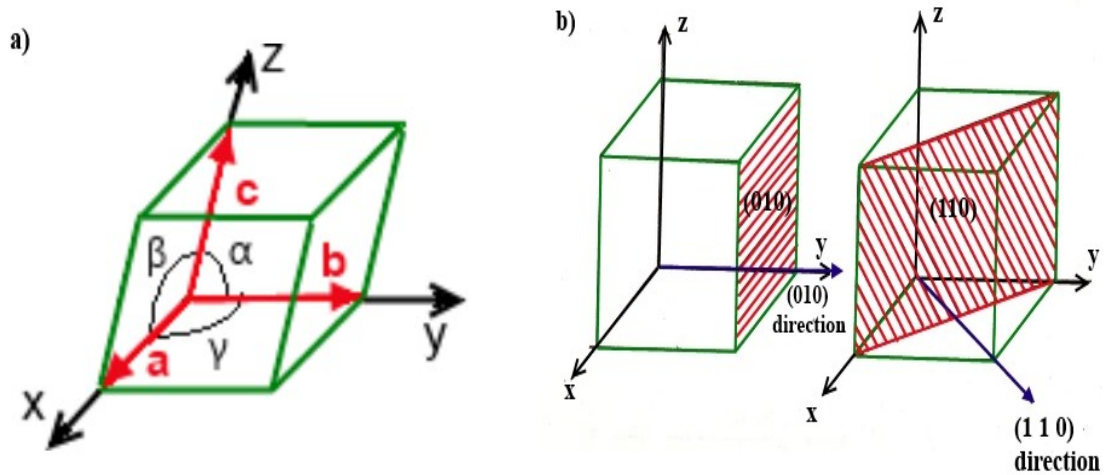 a)
z
c
β
α
b
a
γ
y
x
b)
z
(010)
y
(010)
direction
x
z
(110)
y
x
(1 1 0)
direction